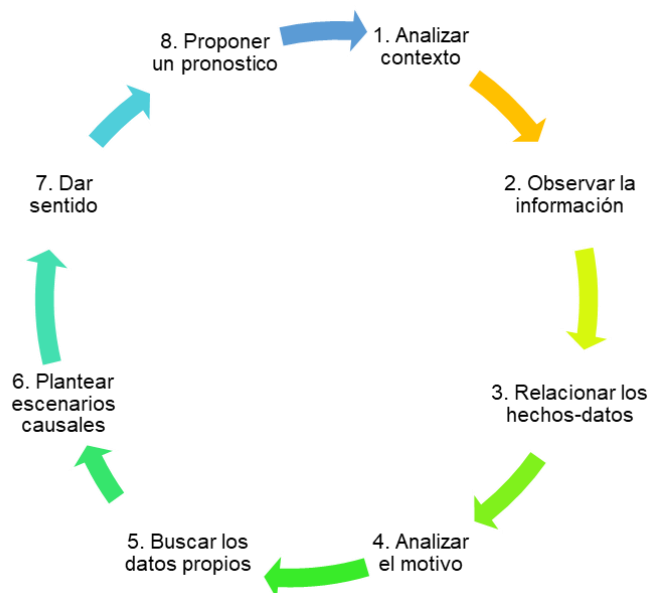 1. Analizar
contexto
2. Observar la
información
3. Relacionar los
hechos-datos
4. Analizar
el motivo
5. Buscar los
datos propios
6. Plantear
escenarios
causales
7. Dar
sentido
8. Proponer
un pronostico